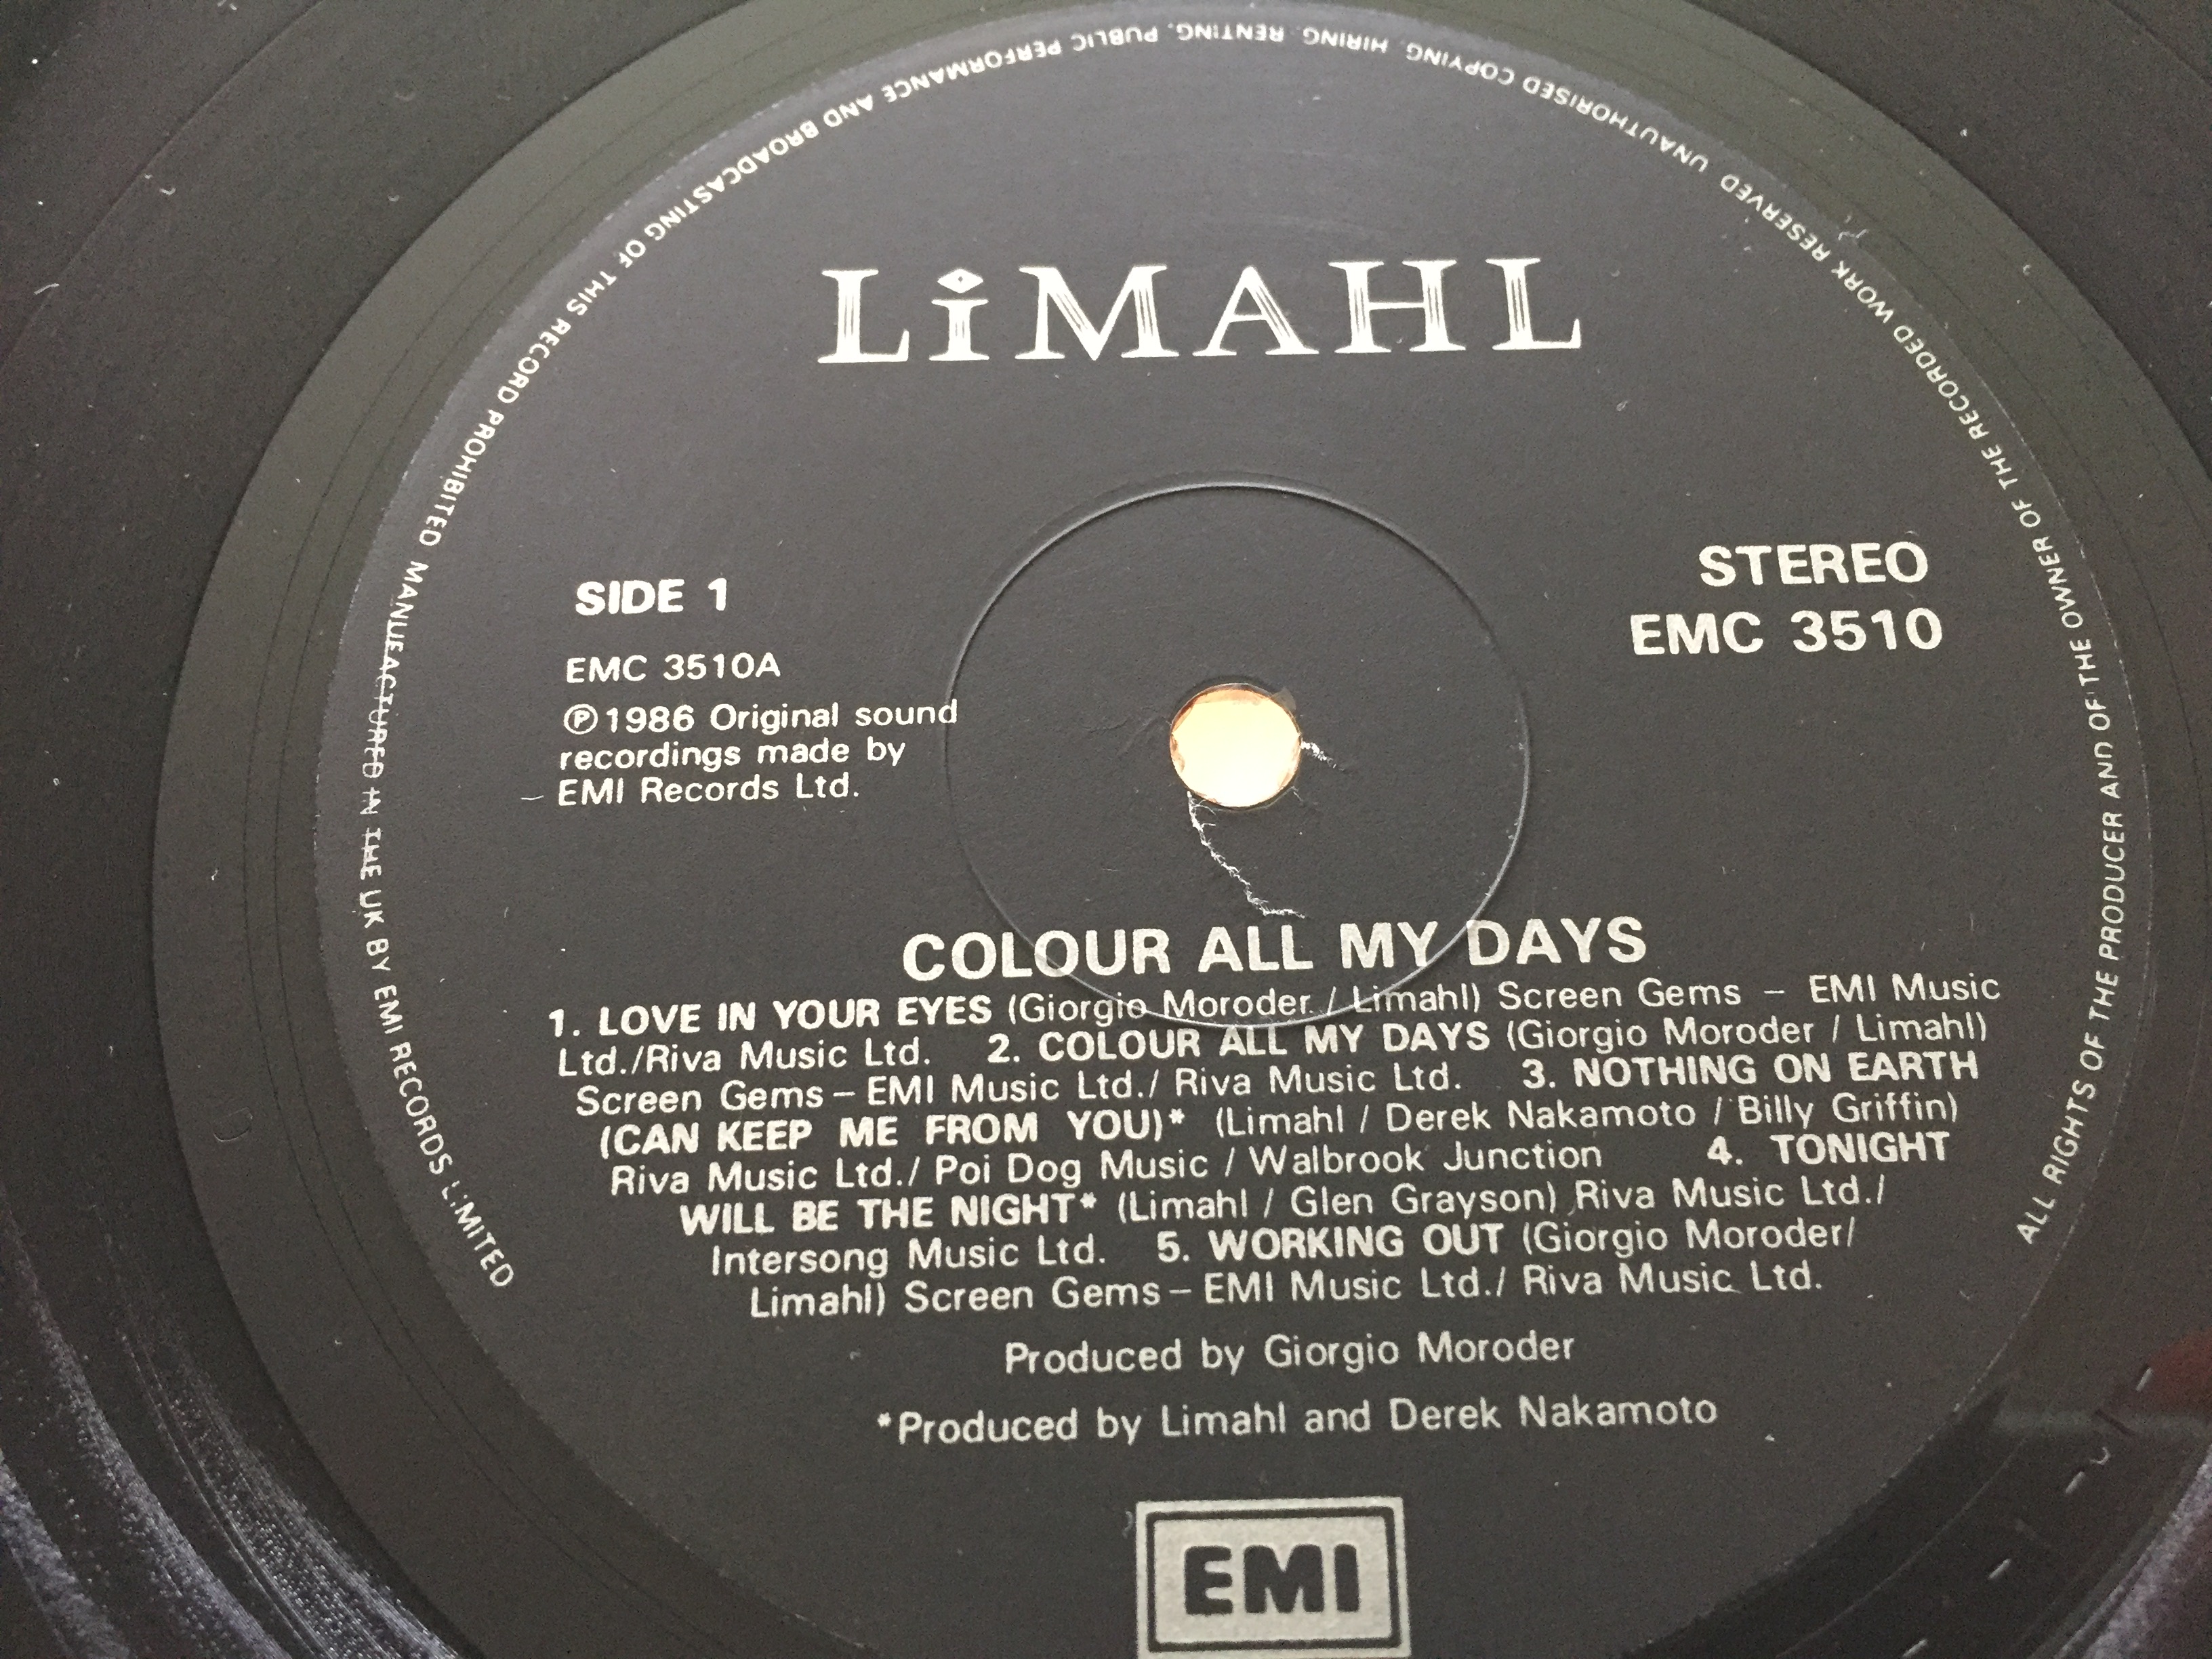 LiMAHL
SIDE 1
EMC 3510A
Ⓟ1986 Original sound
recordings made by
EMI Records Ltd.
STEREO
EMC 3510
COLOUR ALL MY DAYS
1. LOVE IN YOUR EYES (Giorgio Moroder / Limahl) Screen Gems – EMI Music
Ltd./Riva Music Ltd. 2. COLOUR ALL MY DAYS (Giorgio Moroder / Limahl)
Screen Gems – EMI Music Ltd./ Riva Music Ltd. 3. NOTHING ON EARTH
(CAN KEEP ME FROM YOU)* (Limahl / Derek Nakamoto / Billy Griffin)
Riva Music Ltd./ Poi Dog Music / Walbrook Junction 4. TONIGHT
WILL BE THE NIGHT* (Limahl / Glen Grayson) Riva Music Ltd./
Intersong Music Ltd. 5. WORKING OUT (Giorgio Moroder/
Limahl) Screen Gems – EMI Music Ltd./ Riva Music Ltd.
Produced by Giorgio Moroder
*Produced by Limahl and Derek Nakamoto
EMI
ALL RIGHTS OF THE PRODUCER AND OF THE OWNER OF THE RECORDED WORK RESERVED UNAUTHORISED COPYING, HIRING, RENTING, PUBLIC PERFORMANCE AND BROADCASTING OF THIS RECORD PROHIBITED MANUFACTURED IN THE UK BY EMI RECORDS LIMITED